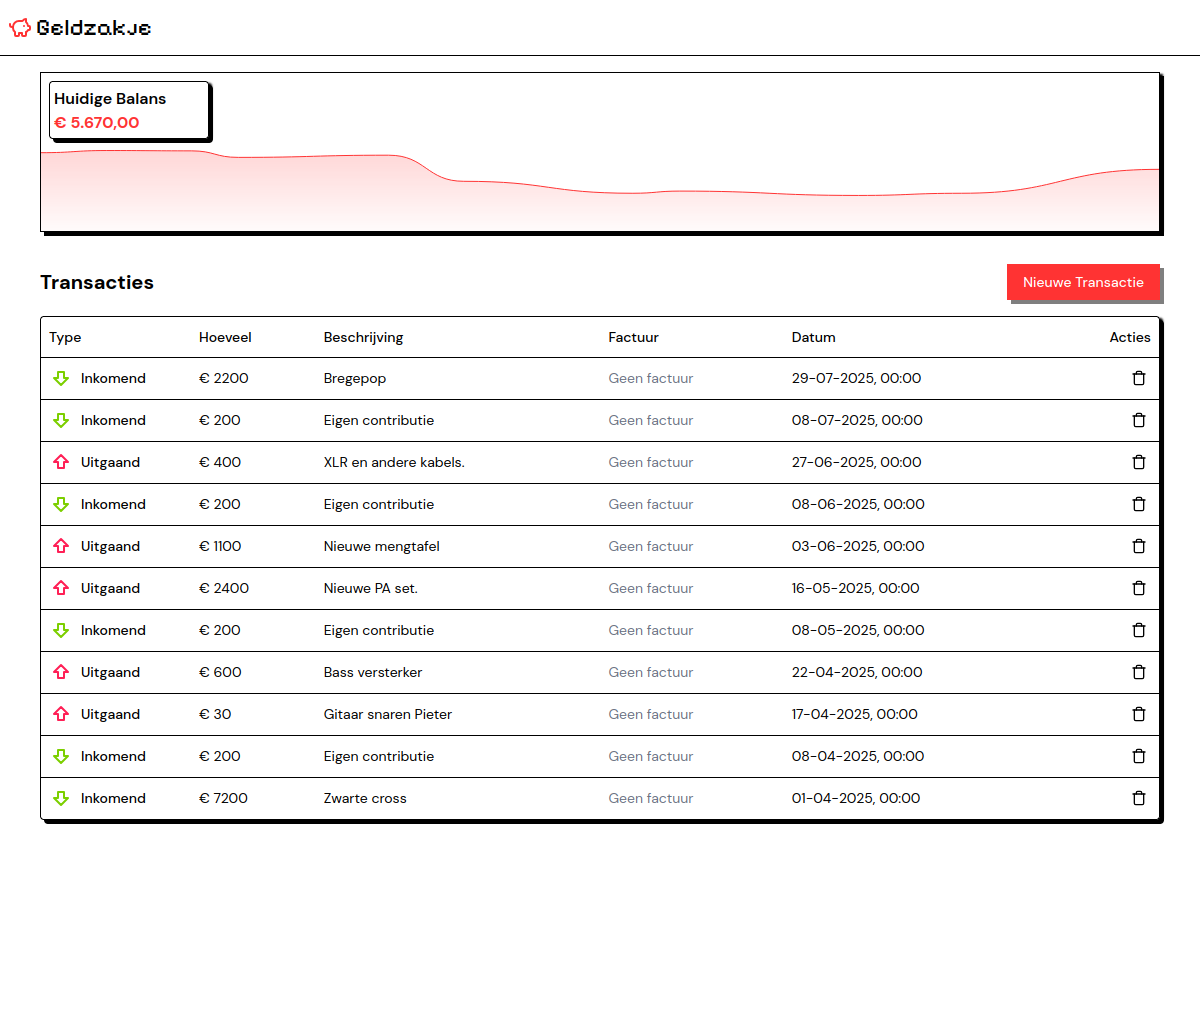 Geldzakje
Huidige Balans
€ 5.670,00
Transacties
Nieuwe Transactie
Type Hoeveel Beschrijving Factuur Datum Acties
Inkomend € 2200 Bregepop Geen factuur 29-07-2025, 00:00
Inkomend € 200 Eigen contributie Geen factuur 08-07-2025, 00:00
Uitgaand € 400 XLR en andere kabels. Geen factuur 27-06-2025, 00:00
Inkomend € 200 Eigen contributie Geen factuur 08-06-2025, 00:00
Uitgaand € 1100 Nieuwe mengtafel Geen factuur 03-06-2025, 00:00
Uitgaand € 2400 Nieuwe PA set. Geen factuur 16-05-2025, 00:00
Inkomend € 200 Eigen contributie Geen factuur 08-05-2025, 00:00
Uitgaand € 600 Bass versterker Geen factuur 22-04-2025, 00:00
Uitgaand € 30 Gitaar snaren Pieter Geen factuur 17-04-2025, 00:00
Inkomend € 200 Eigen contributie Geen factuur 08-04-2025, 00:00
Inkomend € 7200 Zwarte cross Geen factuur 01-04-2025, 00:00